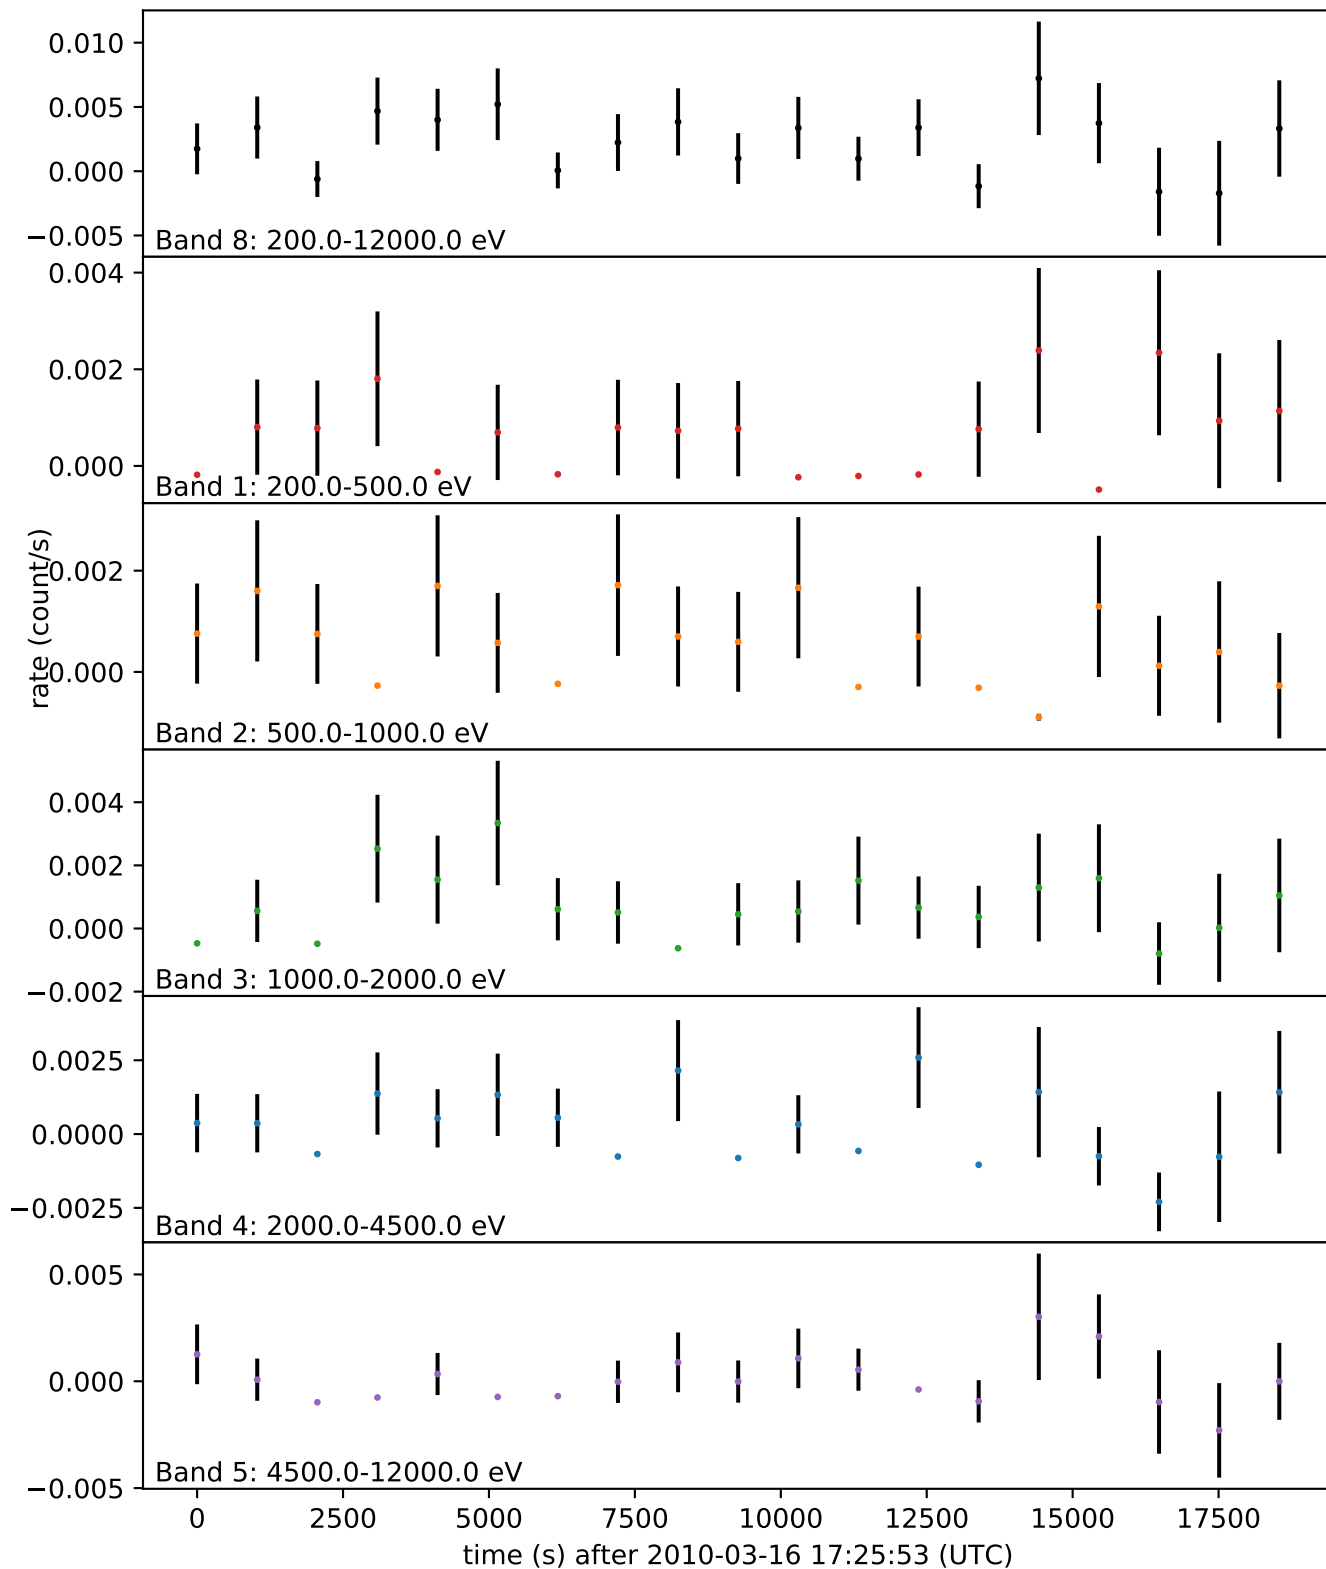 0.010
0.005
0.000
−0.005
Band 8: 200.0-12000.0 eV
0.004
0.002
0.000
Band 1: 200.0-500.0 eV
rate (count/s)
0.002
0.000
Band 2: 500.0-1000.0 eV
0.004
0.002
0.000
−0.002
Band 3: 1000.0-2000.0 eV
0.0025
0.0000
−0.0025
Band 4: 2000.0-4500.0 eV
0.005
0.000
−0.005
Band 5: 4500.0-12000.0 eV
0 2500 5000 7500 10000 12500 15000 17500
time (s) after 2010-03-16 17:25:53 (UTC)